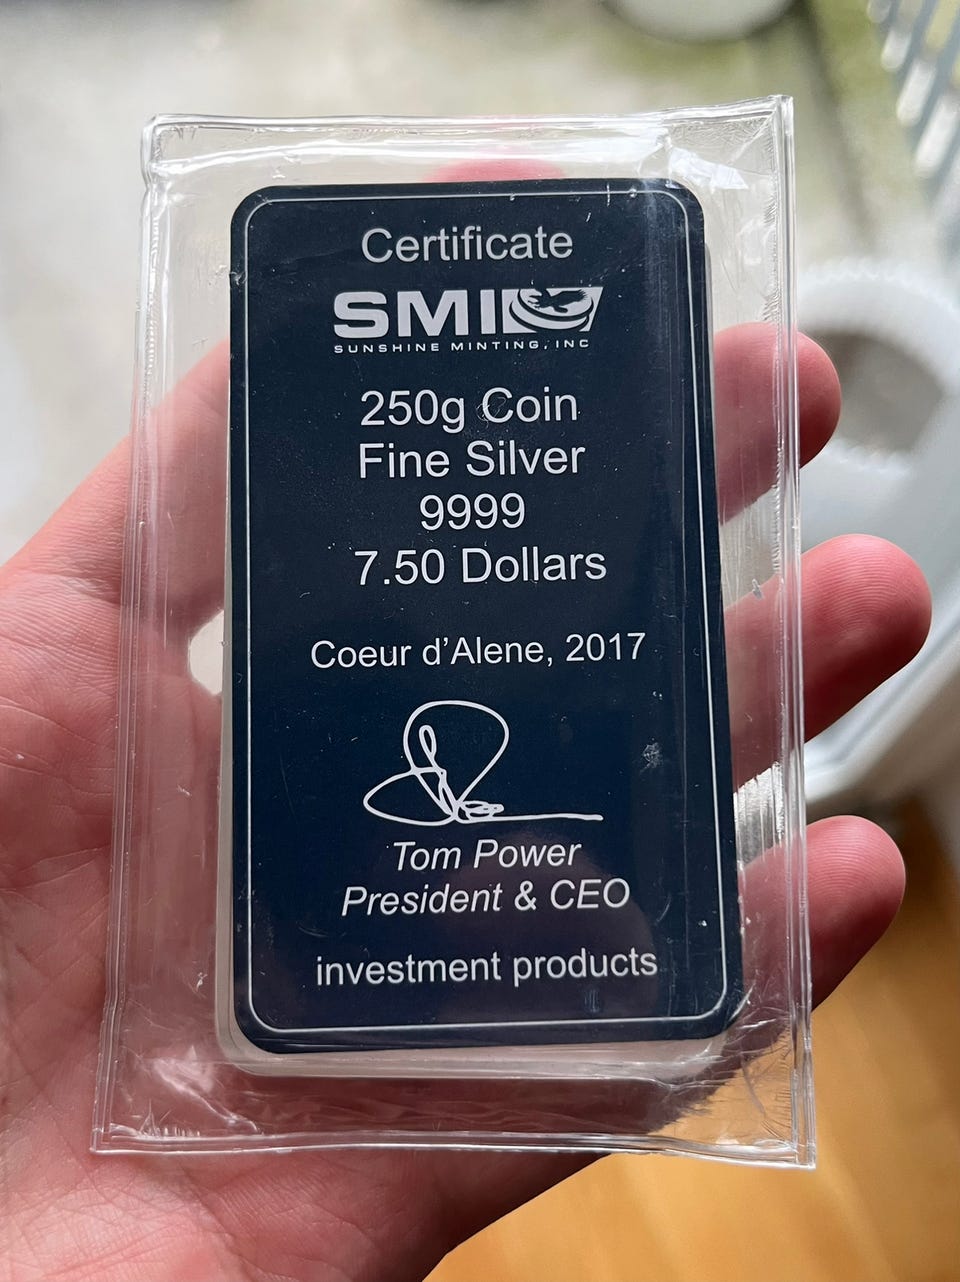 Certificate
SMI
SUNSHINE MINTING, INC
250g Coin
Fine Silver
9999
7.50 Dollars
Coeur d’Alene, 2017
Tom Power
President & CEO
investment products